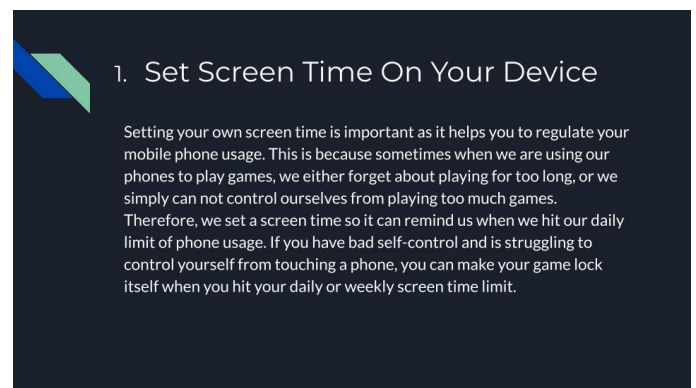 1. Set Screen Time On Your Device
Setting your own screen time is important as it helps you to regulate your
mobile phone usage. This is because sometimes when we are using our
phones to play games, we either forget about playing for too long, or we
simply can not control ourselves from playing too much games.
Therefore, we set a screen time so it can remind us when we hit our daily
limit of phone usage. If you have bad self-control and is struggling to
control yourself from touching a phone, you can make your game lock
itself when you hit your daily or weekly screen time limit.